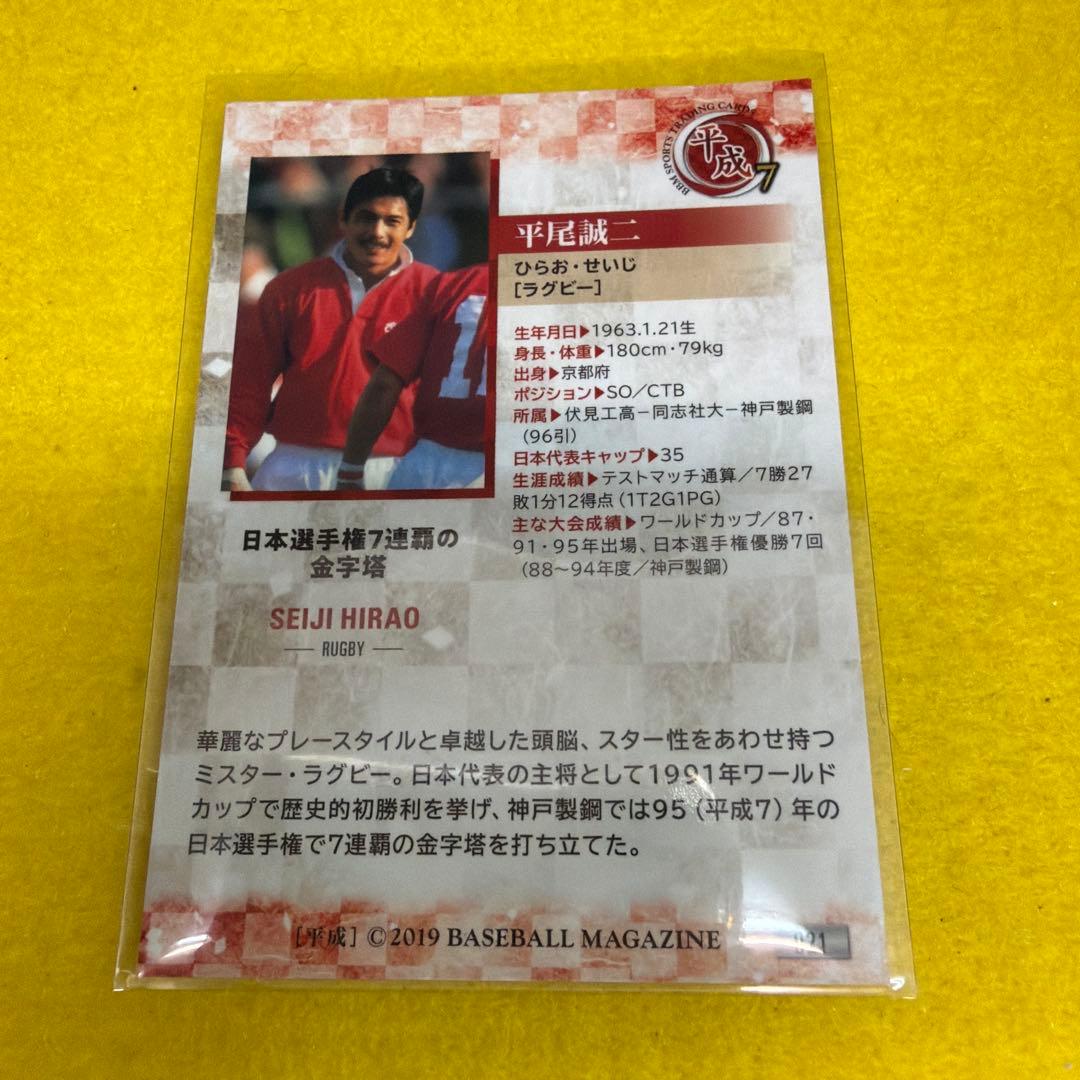 BBM SPORTS TRADING CARDS
平成
7
平尾誠二
ひらお・せいじ
[ラグビー]
生年月日▶1963.1.21生
身長・体重▶180cm・79kg
出身▶京都府
ポジション▶SO／CTB
所属▶伏見工高－同志社大－神戸製鋼
（96引）
日本代表キャップ▶35
生涯成績▶テストマッチ通算／7勝27
敗1分12得点（1T2G1PG）
主な大会成績▶ワールドカップ／87・
91・95年出場、日本選手権優勝7回
（88～94年度／神戸製鋼）
日本選手権7連覇の
金字塔
SEIJI HIRAO
RUGBY
華麗なプレースタイルと卓越した頭脳、スター性をあわせ持つ
ミスター・ラグビー。日本代表の主将として1991年ワールド
カップで歴史的初勝利を挙げ、神戸製鋼では95（平成7）年の
日本選手権で7連覇の金字塔を打ち立てた。
[平成] ©2019 BASEBALL MAGAZINE
021